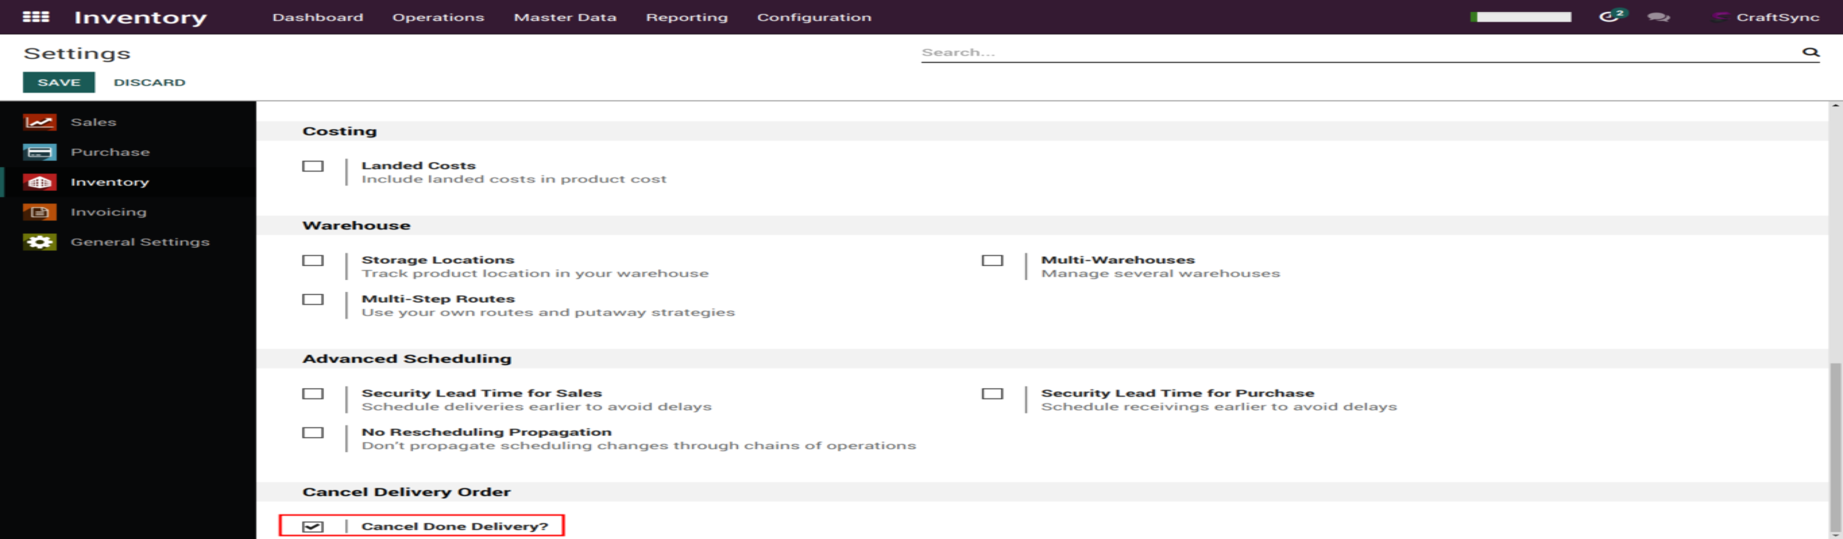 Inventory Dashboard Operations Master Data Reporting Configuration 2 CraftSync
Settings Search...
SAVE DISCARD
Sales
Purchase
Inventory
Invoicing
General Settings
Costing
Landed Costs
Include landed costs in product cost
Warehouse
Storage Locations
Track product location in your warehouse
Multi-Warehouses
Manage several warehouses
Multi-Step Routes
Use your own routes and putaway strategies
Advanced Scheduling
Security Lead Time for Sales
Schedule deliveries earlier to avoid delays
Security Lead Time for Purchase
Schedule receivings earlier to avoid delays
No Rescheduling Propagation
Don't propagate scheduling changes through chains of operations
Cancel Delivery Order
Cancel Done Delivery?